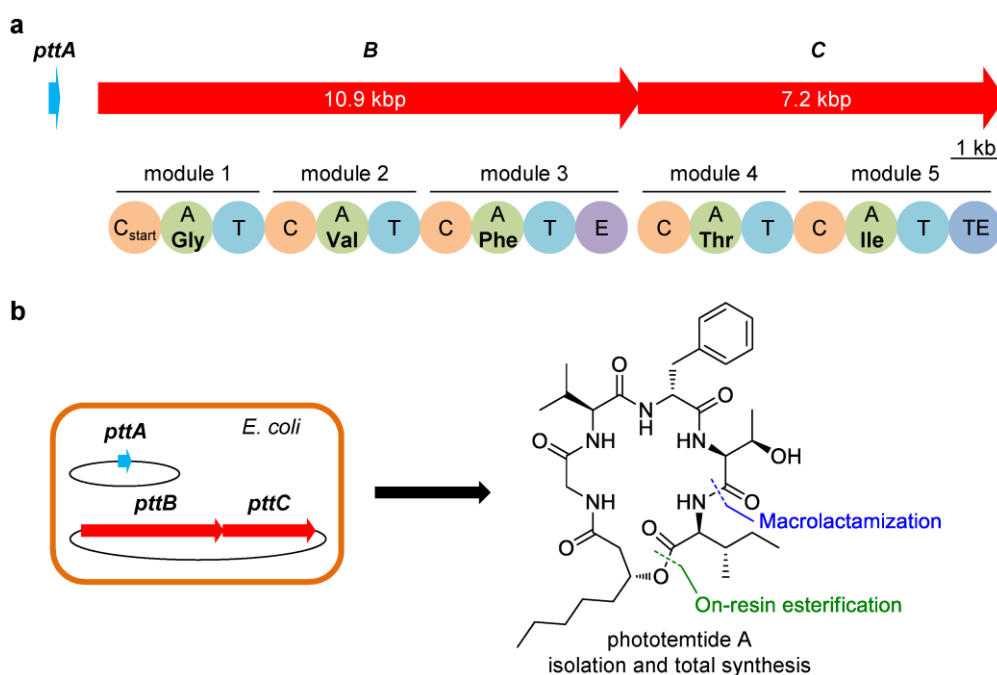 a
pttA B C
10.9 kbp 7.2 kbp
1 kb
module 1 module 2 module 3 module 4 module 5
Cstart A Gly T C A Val T C A Phe T E C A Thr T C A Ile T TE
b
pttA E. coli
pttB pttC
O O
N H NH O
NH HN OH
O
NH HN O
O O
O
Macrolactamization
On-resin esterification
phototemtide A
isolation and total synthesis